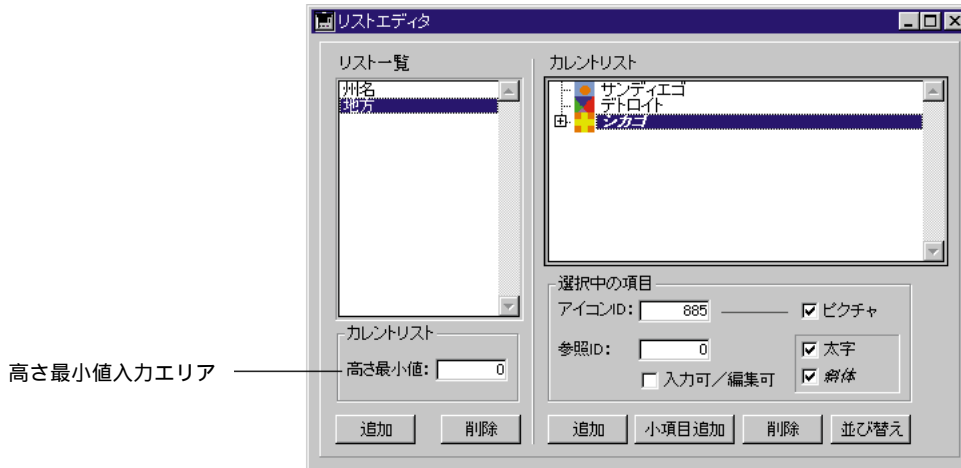 リストエディタ
リスト一覧
州名
地方
カレントリスト
サンディエゴ
デトロイト
シカゴ
選択中の項目
アイコンID: 885
ピクチャ
参照ID: 0
太字
入力可／編集可
斜体
カレントリスト
高さ最小値: 0
高さ最小値入力エリア
追加
削除
追加
小項目追加
削除
並び替え